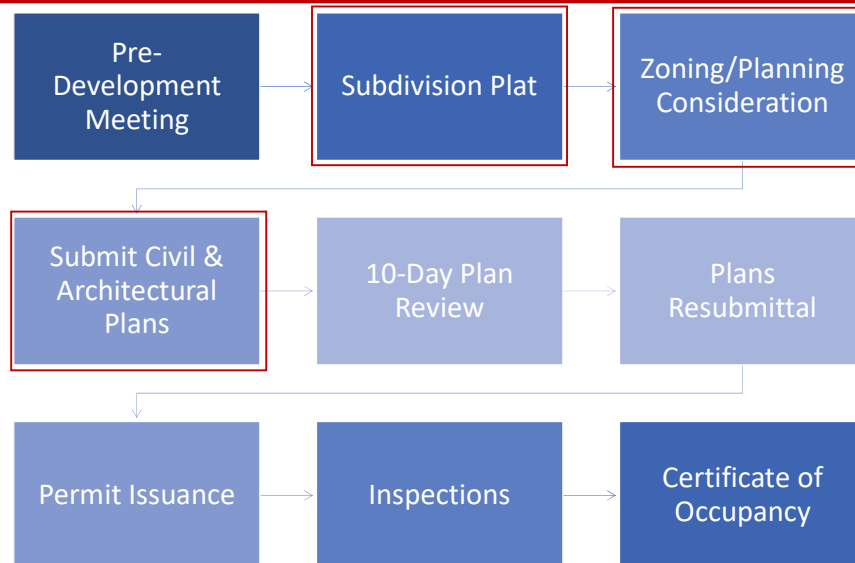 Pre-
Development
Meeting
Subdivision Plat
Zoning/Planning
Consideration
Submit Civil &
Architectural
Plans
10-Day Plan
Review
Plans
Resubmittal
Permit Issuance
Inspections
Certificate of
Occupancy